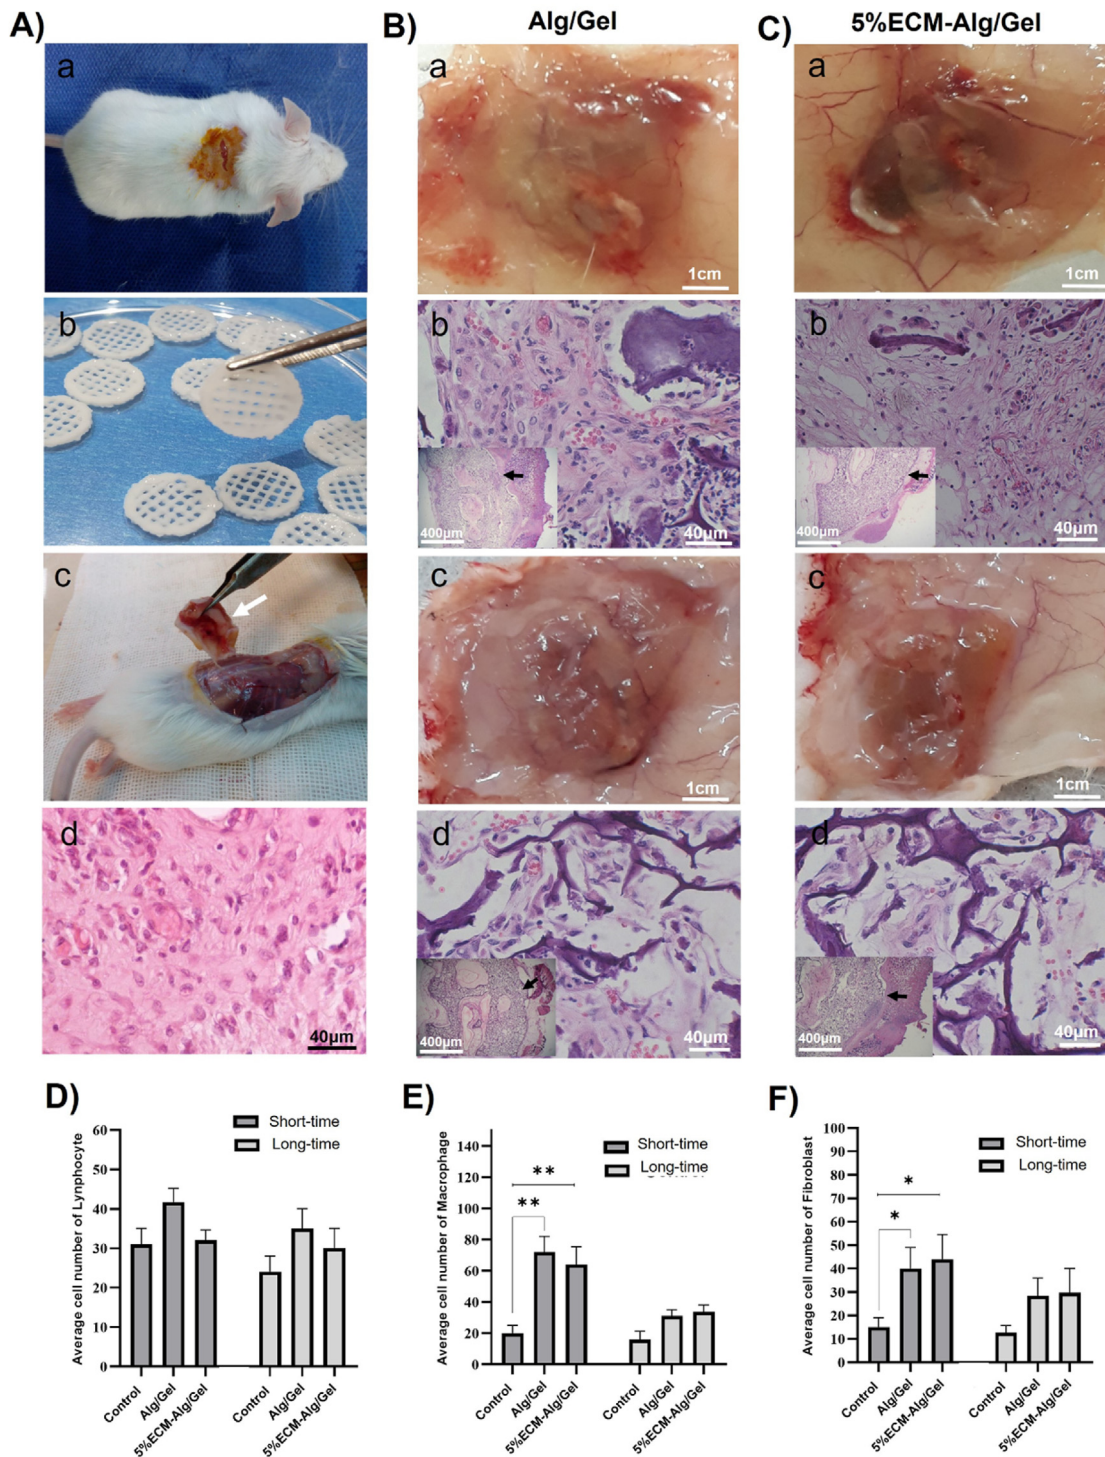 A)
B)
Alg/Gel
C)
5%ECM-Alg/Gel
a
a
1cm
a
1cm
b
b
400μm
40μm
b
400μm
40μm
c
c
1cm
c
1cm
d
40μm
d
400μm
40μm
d
400μm
40μm
D)
Short-time
Long-time
Average cell number of Lynphocyte
60
50
40
30
20
10
0
Control
Alg/Gel
5%ECM-Alg/Gel
Control
Alg/Gel
5%ECM-Alg/Gel
E)
Short-time
Long-time
Average cell number of Macrophage
140
120
100
80
60
40
20
0
**
**
Control
Alg/Gel
5%ECM-Alg/Gel
Control
Alg/Gel
5%ECM-Alg/Gel
F)
Short-time
Long-time
Average cell number of Fibroblast
100
90
80
70
60
50
40
30
20
10
0
*
*
Control
Alg/Gel
5%ECM-Alg/Gel
Control
Alg/Gel
5%ECM-Alg/Gel